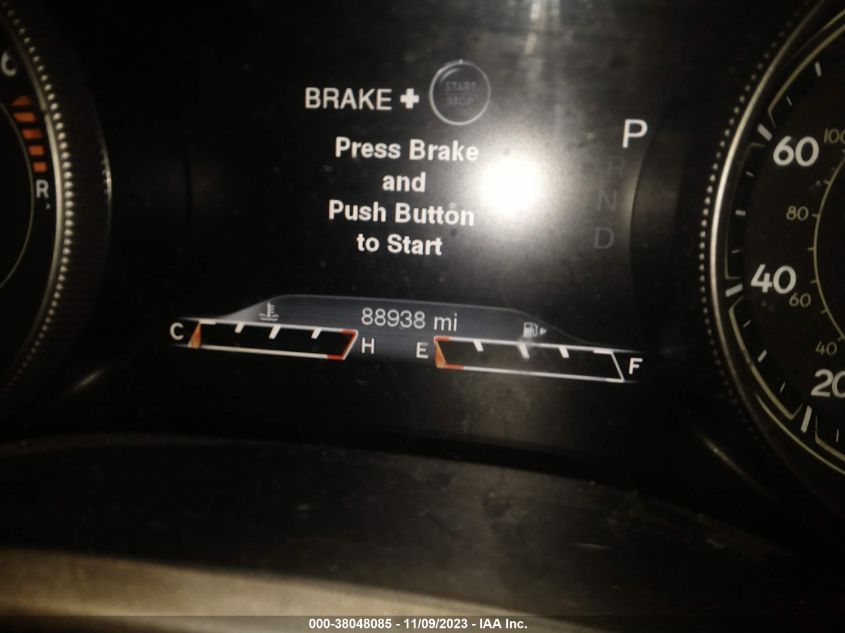 BRAKE + START STOP
Press Brake
and
Push Button
to Start
P
R
N
D
88938 mi
C H E F
R
60
40
20
100
80
60
40
000-38048085 - 11/09/2023 - IAA Inc.